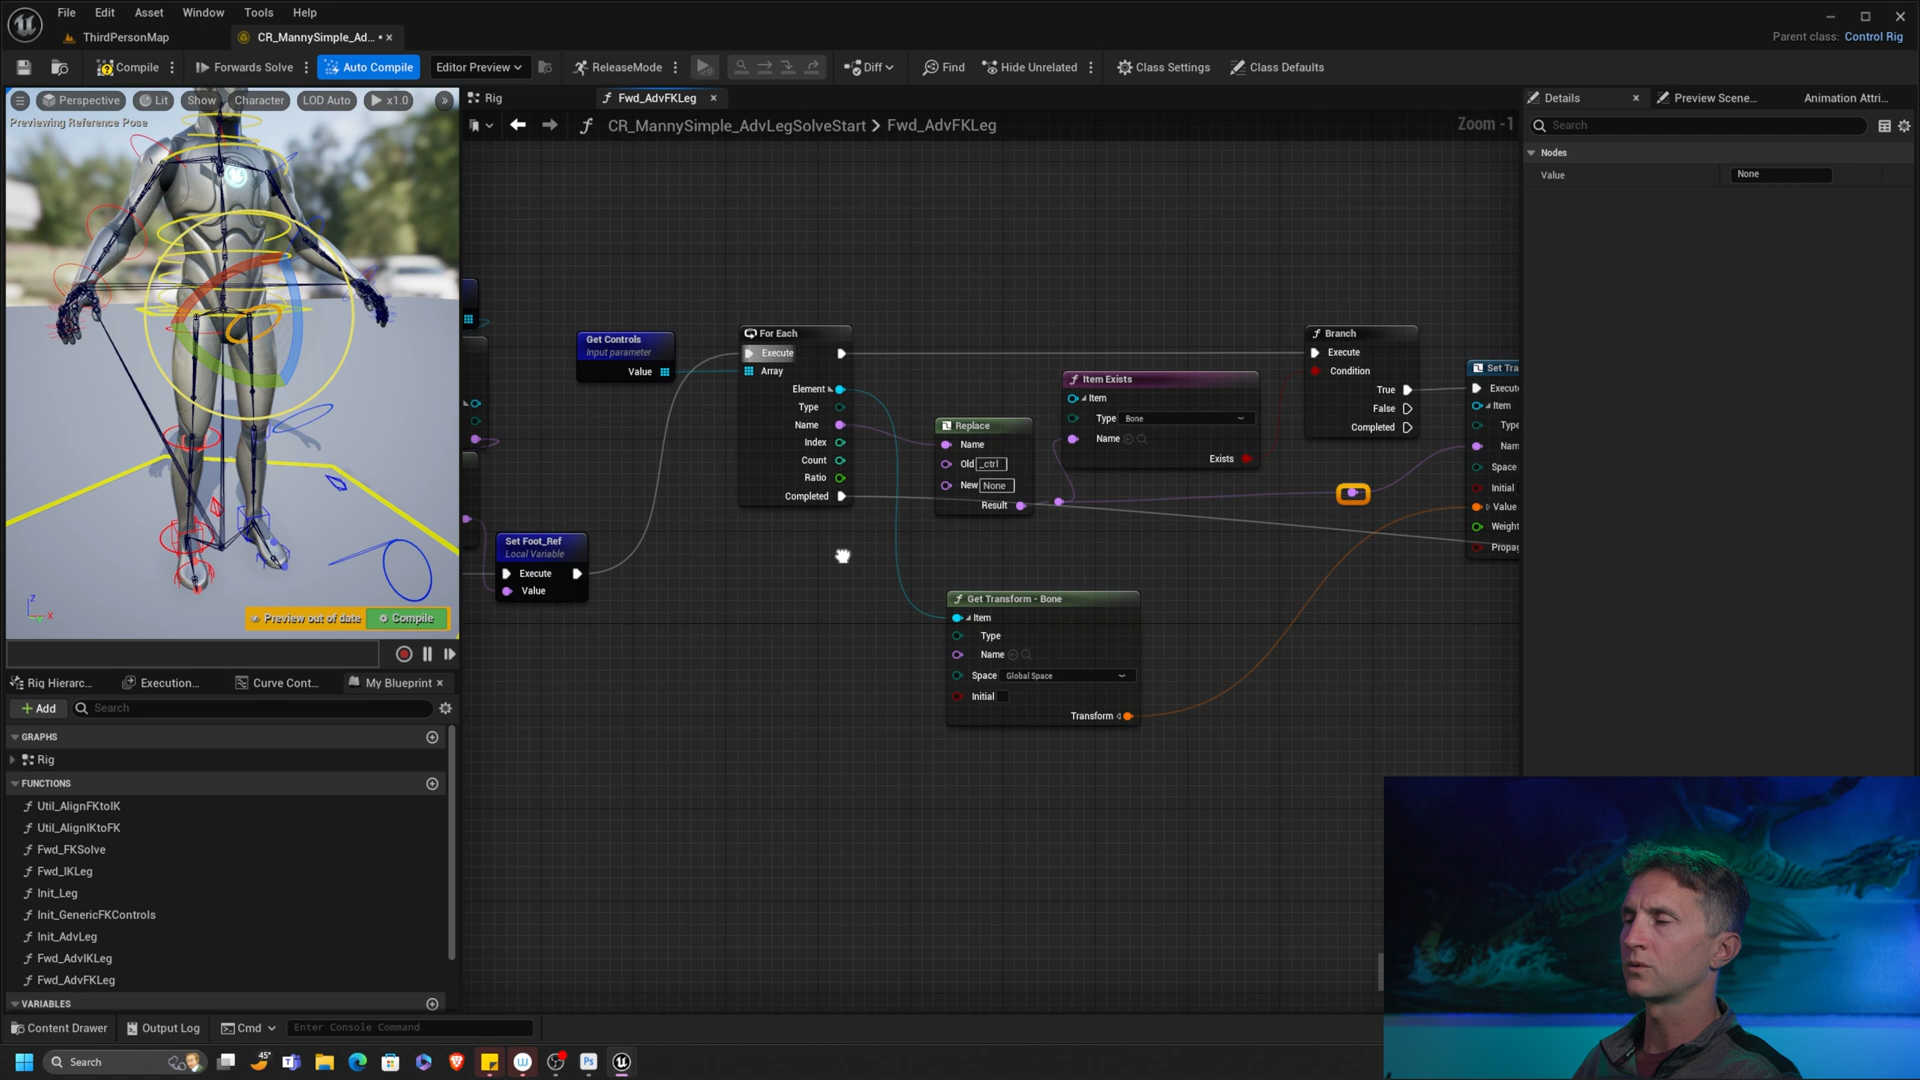 File Edit Asset Window Tools Help
ThirdPersonMap
CR_MannySimple_Ad... •
Parent class: Control Rig
Compile
Forwards Solve
Auto Compile
Editor Preview
ReleaseMode
Diff
Find
Hide Unrelated
Class Settings
Class Defaults
Perspective
Lit
Show
Character
LOD Auto
x1.0
Previewing Reference Pose
Preview out of date
Compile
Z
X
Rig
Fwd_AdvFKLeg
CR_MannySimple_AdvLegSolveStart > Fwd_AdvFKLeg
Zoom -1
Get Controls
Input parameter
Value
For Each
Execute
Array
Element
Type
Name
Index
Count
Ratio
Completed
Set Foot_Ref
Local Variable
Execute
Value
Replace
Name
Old _ctrl
New None
Result
Item Exists
Item
Type Bone
Name
Exists
Branch
Execute
Condition
True
False
Completed
Get Transform - Bone
Item
Type
Name
Space Global Space
Initial
Transform
Set Tra
Execute
Item
Type
Nam
Space
Initial
Value
Weight
Propag
Details
Preview Scene...
Animation Attri...
Search
Nodes
Value None
Rig Hierarc...
Execution...
Curve Cont...
My Blueprint
Add
Search
GRAPHS
Rig
FUNCTIONS
Util_AlignFKtoIK
Util_AlignIKtoFK
Fwd_FKSolve
Fwd_IKLeg
Init_Leg
Init_GenericFKControls
Init_AdvLeg
Fwd_AdvIKLeg
Fwd_AdvFKLeg
VARIABLES
Content Drawer
Output Log
Cmd
Enter Console Command
Search
45°